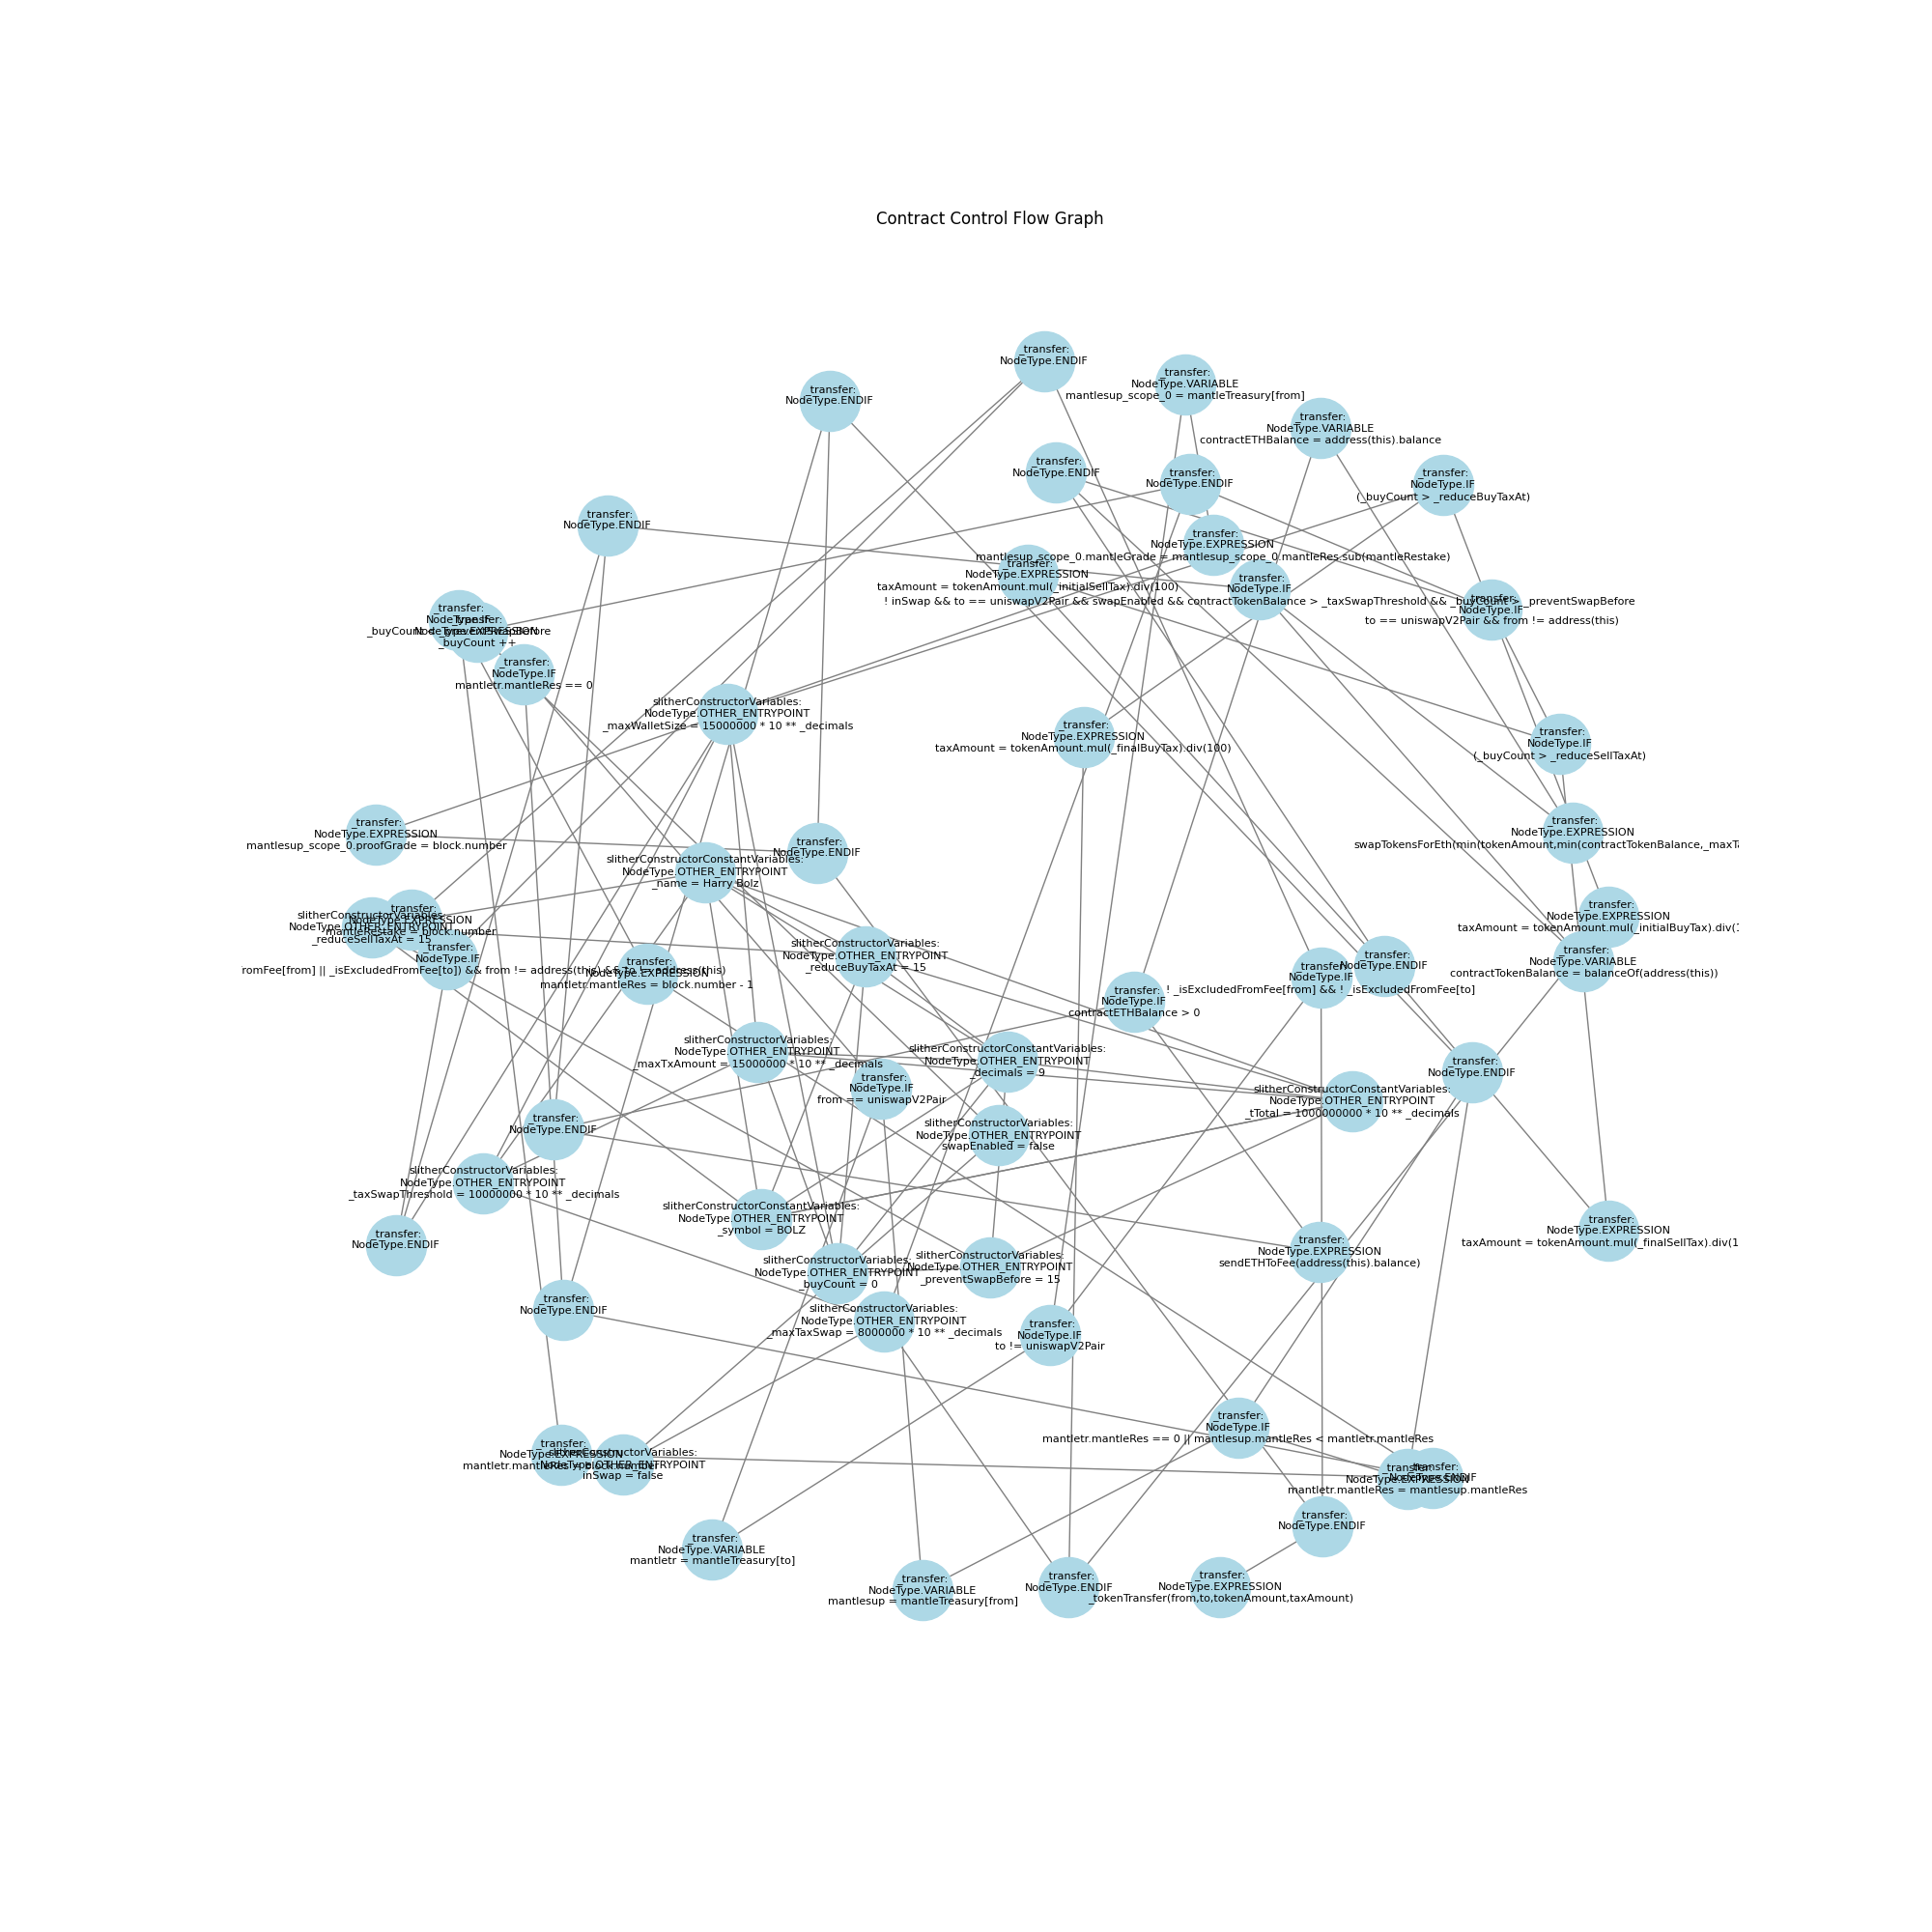 Contract Control Flow Graph
_transfer:
NodeType.ENDIF
_transfer:
NodeType.VARIABLE
mantlesup_scope_0 = mantleTreasury[from]
_transfer:
NodeType.ENDIF
_transfer:
NodeType.VARIABLE
contractETHBalance = address(this).balance
_transfer:
NodeType.ENDIF
_transfer:
NodeType.ENDIF
_transfer:
NodeType.IF
(_buyCount > _reduceBuyTaxAt)
_transfer:
NodeType.ENDIF
_transfer:
NodeType.EXPRESSION
mantlesup_scope_0.mantleGrade = mantlesup_scope_0.mantleRes.sub(mantleRestake)
_transfer:
NodeType.EXPRESSION
taxAmount = tokenAmount.mul(_initialSellTax).div(100)
_transfer:
NodeType.IF
! inSwap && to == uniswapV2Pair && swapEnabled && contractTokenBalance > _taxSwapThreshold && _buyCount > _preventSwapBefore
_transfer:
NodeType.IF
to == uniswapV2Pair && from != address(this)
_transfer:
NodeType.IF
_buyCount < _preventSwapBefore
_transfer:
NodeType.EXPRESSION
_buyCount ++
_transfer:
NodeType.IF
mantletr.mantleRes == 0
slitherConstructorVariables:
NodeType.OTHER_ENTRYPOINT
_maxWalletSize = 15000000 * 10 ** _decimals
_transfer:
NodeType.EXPRESSION
taxAmount = tokenAmount.mul(_finalBuyTax).div(100)
_transfer:
NodeType.IF
(_buyCount > _reduceSellTaxAt)
_transfer:
NodeType.EXPRESSION
mantlesup_scope_0.proofGrade = block.number
_transfer:
NodeType.EXPRESSION
swapTokensForEth(min(tokenAmount,min(contractTokenBalance,_maxTa
_transfer:
NodeType.ENDIF
slitherConstructorConstantVariables:
NodeType.OTHER_ENTRYPOINT
_name = Harry Bolz
_transfer:
NodeType.EXPRESSION
taxAmount = tokenAmount.mul(_initialBuyTax).div(1
_transfer:
NodeType.EXPRESSION
mantleRestake = block.number
slitherConstructorVariables:
NodeType.OTHER_ENTRYPOINT
_reduceSellTaxAt = 15
_transfer:
NodeType.IF
romFee[from] || _isExcludedFromFee[to]) && from != address(this) && to != address(this)
slitherConstructorVariables:
NodeType.OTHER_ENTRYPOINT
_reduceBuyTaxAt = 15
_transfer:
NodeType.VARIABLE
contractTokenBalance = balanceOf(address(this))
_transfer:
NodeType.ENDIF
_transfer:
NodeType.IF
! _isExcludedFromFee[from] && ! _isExcludedFromFee[to]
_transfer:
NodeType.EXPRESSION
mantletr.mantleRes = block.number - 1
_transfer:
NodeType.IF
contractETHBalance > 0
slitherConstructorVariables:
NodeType.OTHER_ENTRYPOINT
_maxTxAmount = 15000000 * 10 ** _decimals
slitherConstructorConstantVariables:
NodeType.OTHER_ENTRYPOINT
_decimals = 9
_transfer:
NodeType.ENDIF
_transfer:
NodeType.IF
from == uniswapV2Pair
slitherConstructorConstantVariables:
NodeType.OTHER_ENTRYPOINT
_tTotal = 1000000000 * 10 ** _decimals
_transfer:
NodeType.ENDIF
slitherConstructorVariables:
NodeType.OTHER_ENTRYPOINT
swapEnabled = false
slitherConstructorVariables:
NodeType.OTHER_ENTRYPOINT
_taxSwapThreshold = 10000000 * 10 ** _decimals
slitherConstructorConstantVariables:
NodeType.OTHER_ENTRYPOINT
_symbol = BOLZ
_transfer:
NodeType.EXPRESSION
taxAmount = tokenAmount.mul(_finalSellTax).div(1
_transfer:
NodeType.ENDIF
_transfer:
NodeType.EXPRESSION
sendETHToFee(address(this).balance)
slitherConstructorVariables:
NodeType.OTHER_ENTRYPOINT
_buyCount = 0
slitherConstructorVariables:
NodeType.OTHER_ENTRYPOINT
_preventSwapBefore = 15
_transfer:
NodeType.ENDIF
slitherConstructorVariables:
NodeType.OTHER_ENTRYPOINT
_maxTaxSwap = 8000000 * 10 ** _decimals
_transfer:
NodeType.IF
to != uniswapV2Pair
_transfer:
NodeType.IF
mantletr.mantleRes == 0 || mantlesup.mantleRes < mantletr.mantleRes
_transfer:
NodeType.EXPRESSION
mantletr.mantleRes = block.number
slitherConstructorVariables:
NodeType.OTHER_ENTRYPOINT
inSwap = false
_transfer:
NodeType.ENDIF
_transfer:
NodeType.EXPRESSION
mantletr.mantleRes = mantlesup.mantleRes
_transfer:
NodeType.ENDIF
_transfer:
NodeType.VARIABLE
mantletr = mantleTreasury[to]
_transfer:
NodeType.VARIABLE
mantlesup = mantleTreasury[from]
_transfer:
NodeType.ENDIF
_transfer:
NodeType.EXPRESSION
_tokenTransfer(from,to,tokenAmount,taxAmount)